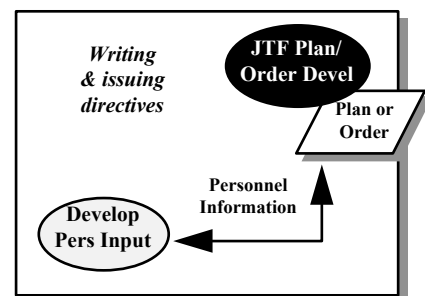 Writing
& issuing
directives
JTF Plan/
Order Devel
Plan or
Order
Personnel
Information
Develop
Pers Input